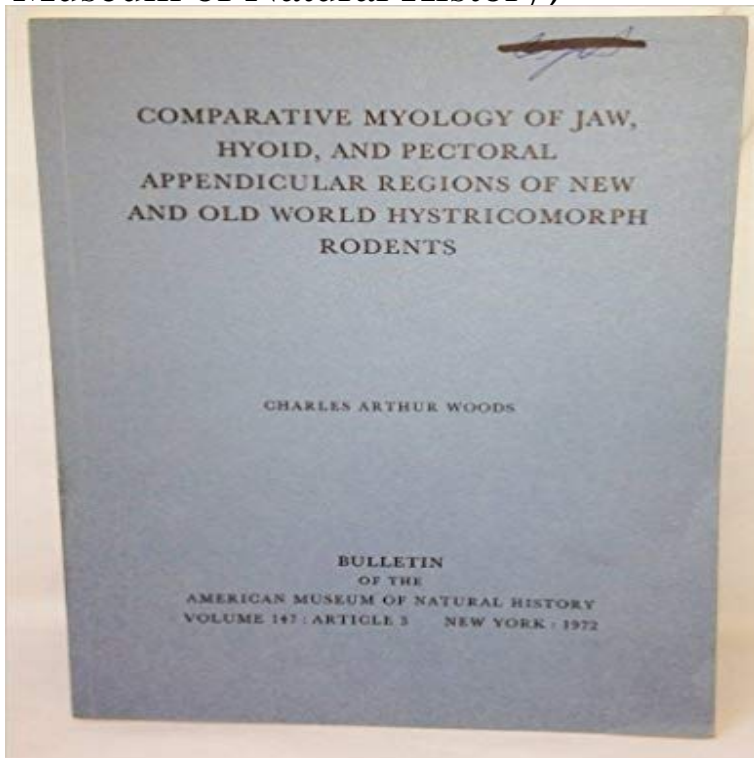 COMPARATIVE MYOLOGY OF JAW,
HYOID, AND PECTORAL
APPENDICULAR REGIONS OF NEW
AND OLD WORLD HYSTRICOMORPH
RODENTS
CHARLES ARTHUR WOODS
BULLETIN
OF THE
AMERICAN MUSEUM OF NATURAL HISTORY
VOLUME 147 : ARTICLE 3 NEW YORK : 1972